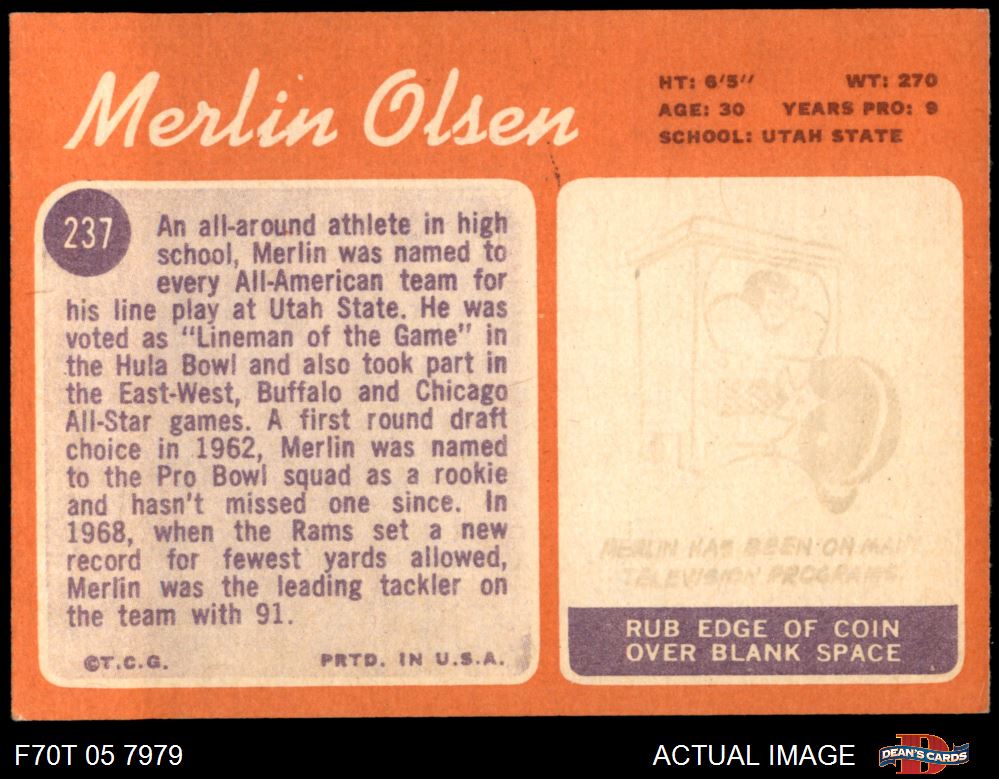 Merlin Olsen
HT: 6'5" WT: 270
AGE: 30 YEARS PRO: 9
SCHOOL: UTAH STATE
237
An all-around athlete in high
school, Merlin was named to
every All-American team for
his line play at Utah State. He was
voted as "Lineman of the Game" in
the Hula Bowl and also took part in
the East-West, Buffalo and Chicago
All-Star games. A first round draft
choice in 1962, Merlin was named
to the Pro Bowl squad as a rookie
and hasn't missed one since. In
1968, when the Rams set a new
record for fewest yards allowed,
Merlin was the leading tackler on
the team with 91.
©T.C.G. PRTD. IN U.S.A.
MERLIN HAS BEEN ON MANY
TELEVISION PROGRAMS.
RUB EDGE OF COIN
OVER BLANK SPACE
F70T 05 7979
ACTUAL IMAGE
DEAN'S CARDS